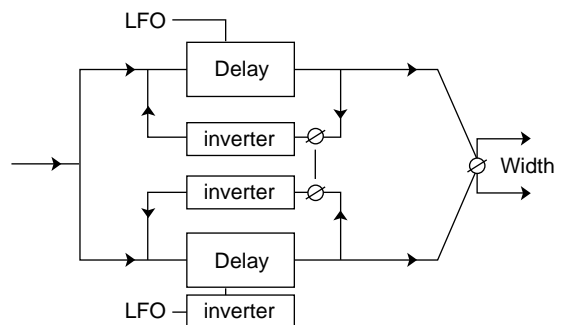 LFO
Delay
inverter
inverter
Width
Delay
LFO
inverter